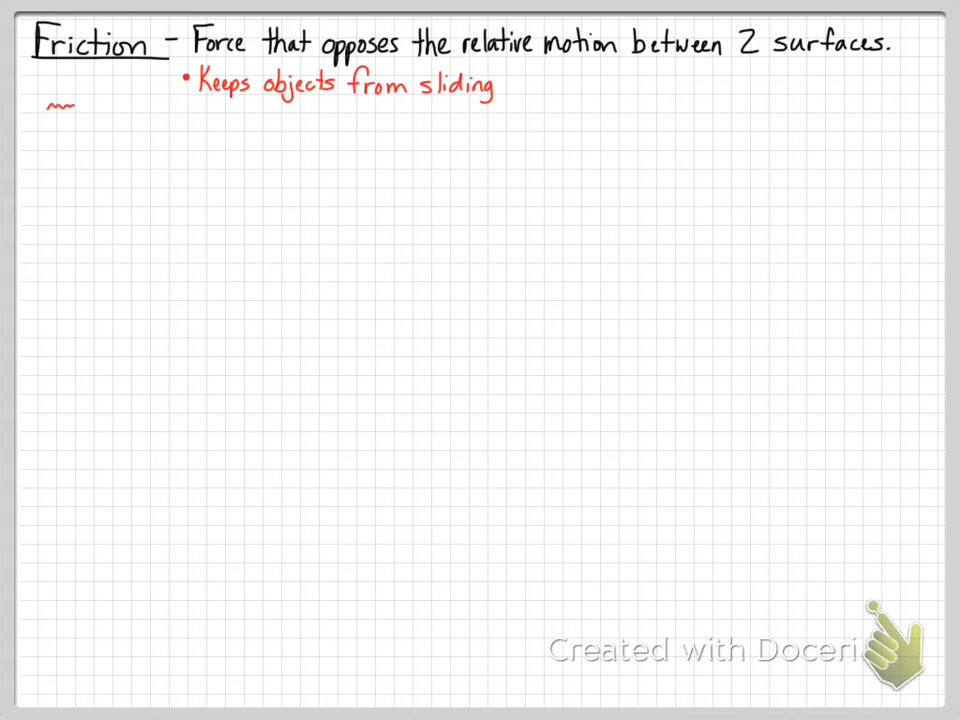 Friction - Force that opposes the relative motion between 2 surfaces.
• Keeps objects from sliding
Created with Doceri